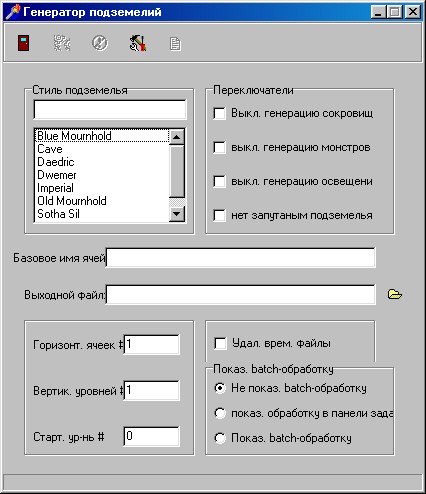 Генератор подземелий
Стиль подземелья
Blue Mournhold
Cave
Daedric
Dwemer
Imperial
Old Mournhold
Sotha Sil
Переключатели
Выкл. генерацию сокровищ
выкл. генерацию монстров
выкл. генерацию освещени
нет запутаным подземелья
Базовое имя ячей
Выходной файл:
Горизонт. ячеек # 1
Вертик. уровней # 1
Старт. ур-нь # 0
Удал. врем. файлы
Показ. batch-обработку
Не показ. batch-обработку
показ. обработку в панели зада
Показ. batch-обработку